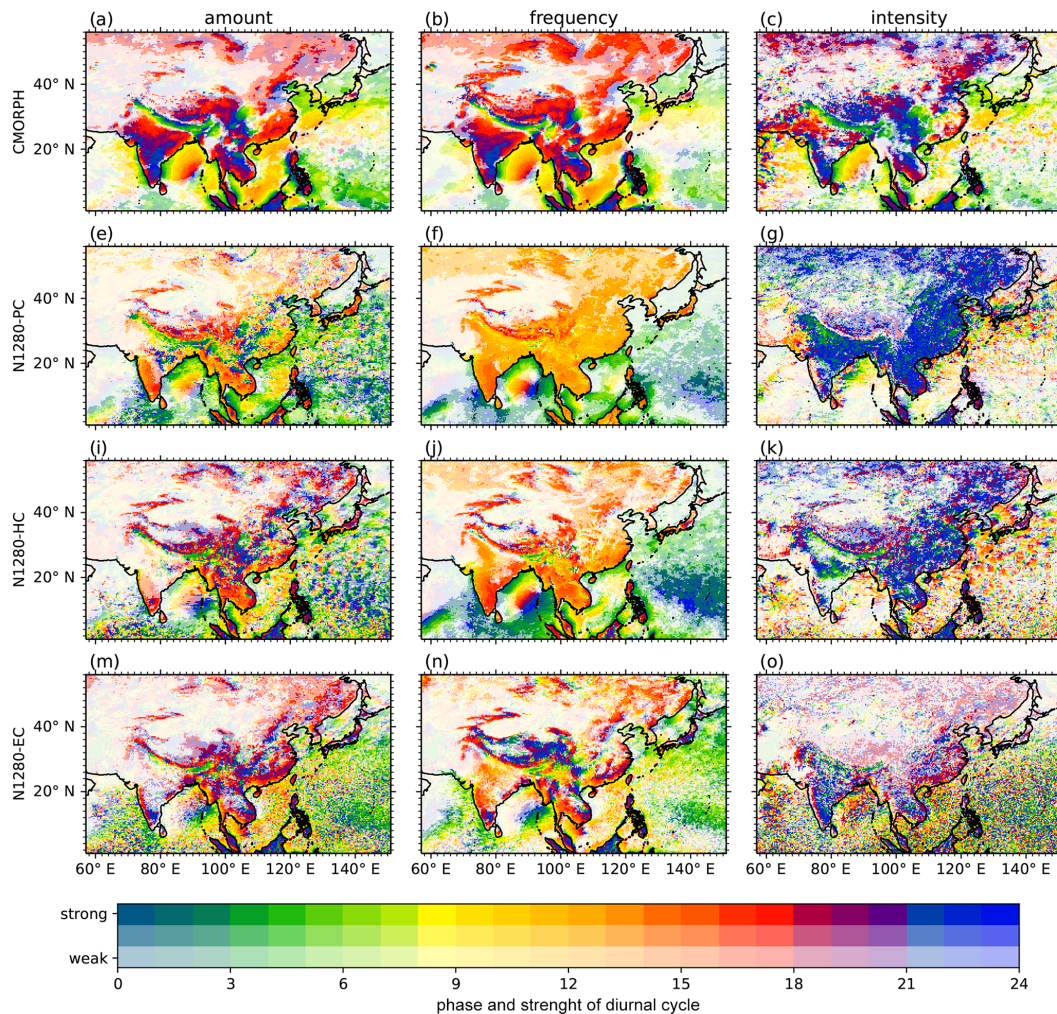 amount frequency intensity
(a) (b) (c)
CMORPH
40° N
20° N
(e) (f) (g)
N1280-PC
40° N
20° N
(i) (j) (k)
N1280-HC
40° N
20° N
(m) (n) (o)
N1280-EC
40° N
20° N
60° E 80° E 100° E 120° E 140° E 60° E 80° E 100° E 120° E 140° E 60° E 80° E 100° E 120° E 140° E
strong
weak
0 3 6 9 12 15 18 21 24
phase and strenght of diurnal cycle